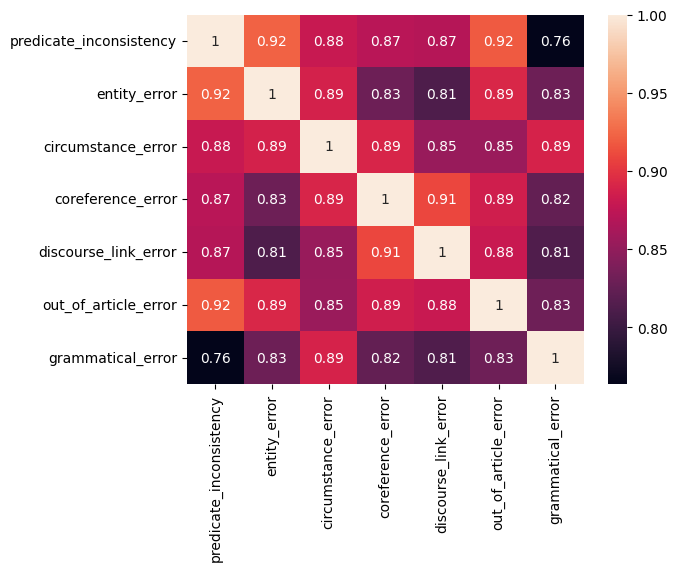 predicate_inconsistency 1 0.92 0.88 0.87 0.87 0.92 0.76
entity_error 0.92 1 0.89 0.83 0.81 0.89 0.83
circumstance_error 0.88 0.89 1 0.89 0.85 0.85 0.89
coreference_error 0.87 0.83 0.89 1 0.91 0.89 0.82
discourse_link_error 0.87 0.81 0.85 0.91 1 0.88 0.81
out_of_article_error 0.92 0.89 0.85 0.89 0.88 1 0.83
grammatical_error 0.76 0.83 0.89 0.82 0.81 0.83 1
predicate_inconsistency
entity_error
circumstance_error
coreference_error
discourse_link_error
out_of_article_error
grammatical_error
1.00
0.95
0.90
0.85
0.80